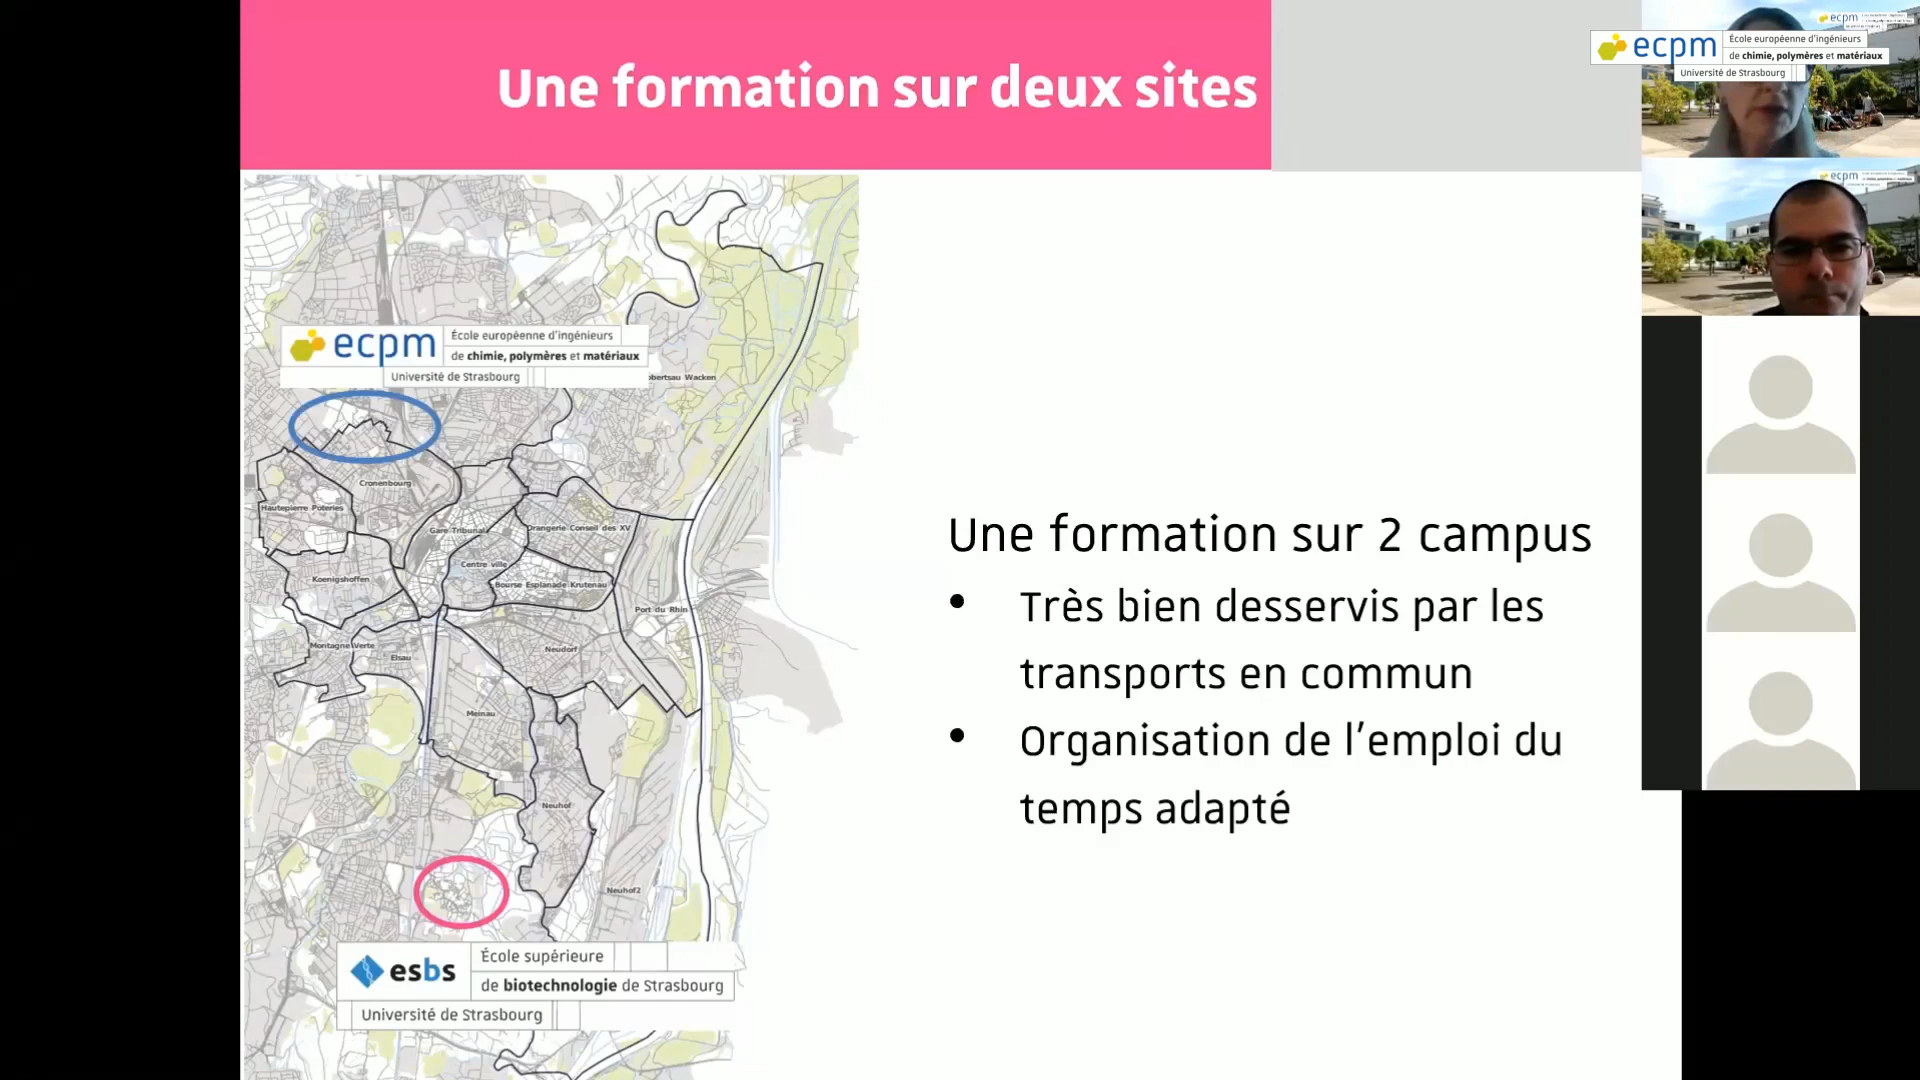 Une formation sur deux sites
ecpm
École européenne d'ingénieurs
de chimie, polymères et matériaux
Université de Strasbourg
ecpm
École européenne d'ingénieurs
de chimie, polymères et matériaux
Université de Strasbourg
ecpm
ecpm
Wacken
Cronenbourg
Hautepierre Poteries
Gare Tribunal
Orangerie Conseil des XV
Centre ville
Koenigshoffen
Bourse Esplanade Krutenau
Port du Rhin
Montagne Verte
Elsau
Neudorf
Meinau
Neuhof
Neuhof2
esbs
École supérieure
de biotechnologie de Strasbourg
Université de Strasbourg
Une formation sur 2 campus
• Très bien desservis par les
transports en commun
• Organisation de l'emploi du
temps adapté